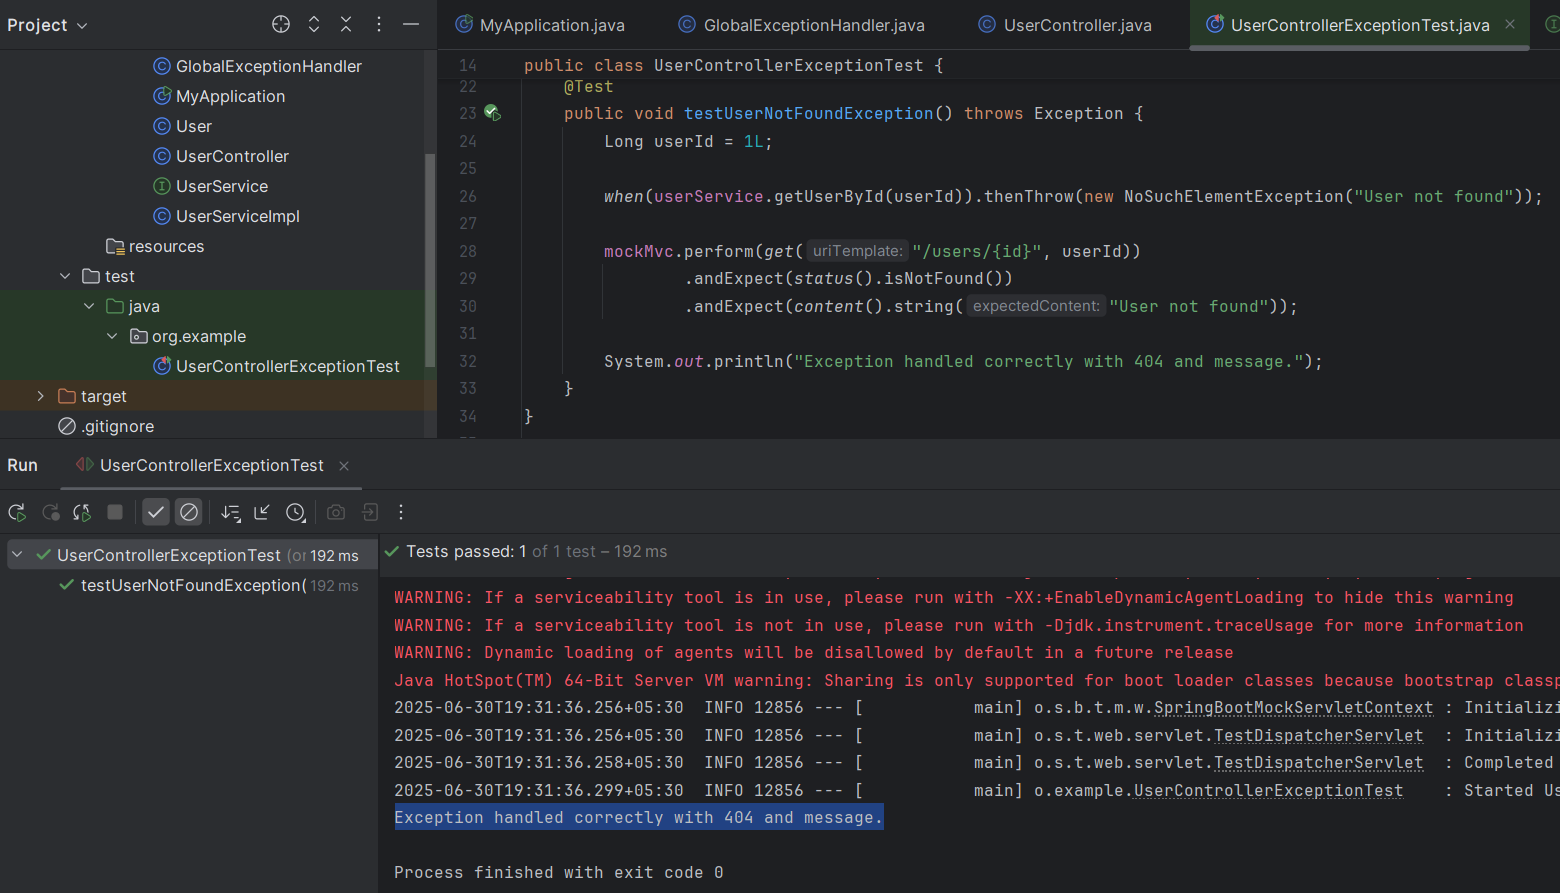 Project
GlobalExceptionHandler
MyApplication
User
UserController
UserService
UserServiceImpl
resources
test
java
org.example
UserControllerExceptionTest
target
.gitignore
MyApplication.java GlobalExceptionHandler.java UserController.java UserControllerExceptionTest.java
14 public class UserControllerExceptionTest {
22 @Test
23 public void testUserNotFoundException() throws Exception {
24 Long userId = 1L;
25
26 when(userService.getUserById(userId)).thenThrow(new NoSuchElementException("User not found"));
27
28 mockMvc.perform(get( uriTemplate: "/users/{id}", userId))
29 .andExpect(status().isNotFound())
30 .andExpect(content().string( expectedContent: "User not found"));
31
32 System.out.println("Exception handled correctly with 404 and message.");
33 }
34 }
Run UserControllerExceptionTest
UserControllerExceptionTest (or 192 ms
testUserNotFoundException( 192 ms
Tests passed: 1 of 1 test – 192 ms
WARNING: If a serviceability tool is in use, please run with -XX:+EnableDynamicAgentLoading to hide this warning
WARNING: If a serviceability tool is not in use, please run with -Djdk.instrument.traceUsage for more information
WARNING: Dynamic loading of agents will be disallowed by default in a future release
Java HotSpot(TM) 64-Bit Server VM warning: Sharing is only supported for boot loader classes because bootstrap classp
2025-06-30T19:31:36.256+05:30 INFO 12856 --- [ main] o.s.b.t.m.w.SpringBootMockServletContext : Initializi
2025-06-30T19:31:36.256+05:30 INFO 12856 --- [ main] o.s.t.web.servlet.TestDispatcherServlet : Initializi
2025-06-30T19:31:36.258+05:30 INFO 12856 --- [ main] o.s.t.web.servlet.TestDispatcherServlet : Completed
2025-06-30T19:31:36.299+05:30 INFO 12856 --- [ main] o.example.UserControllerExceptionTest : Started Us
Exception handled correctly with 404 and message.
Process finished with exit code 0